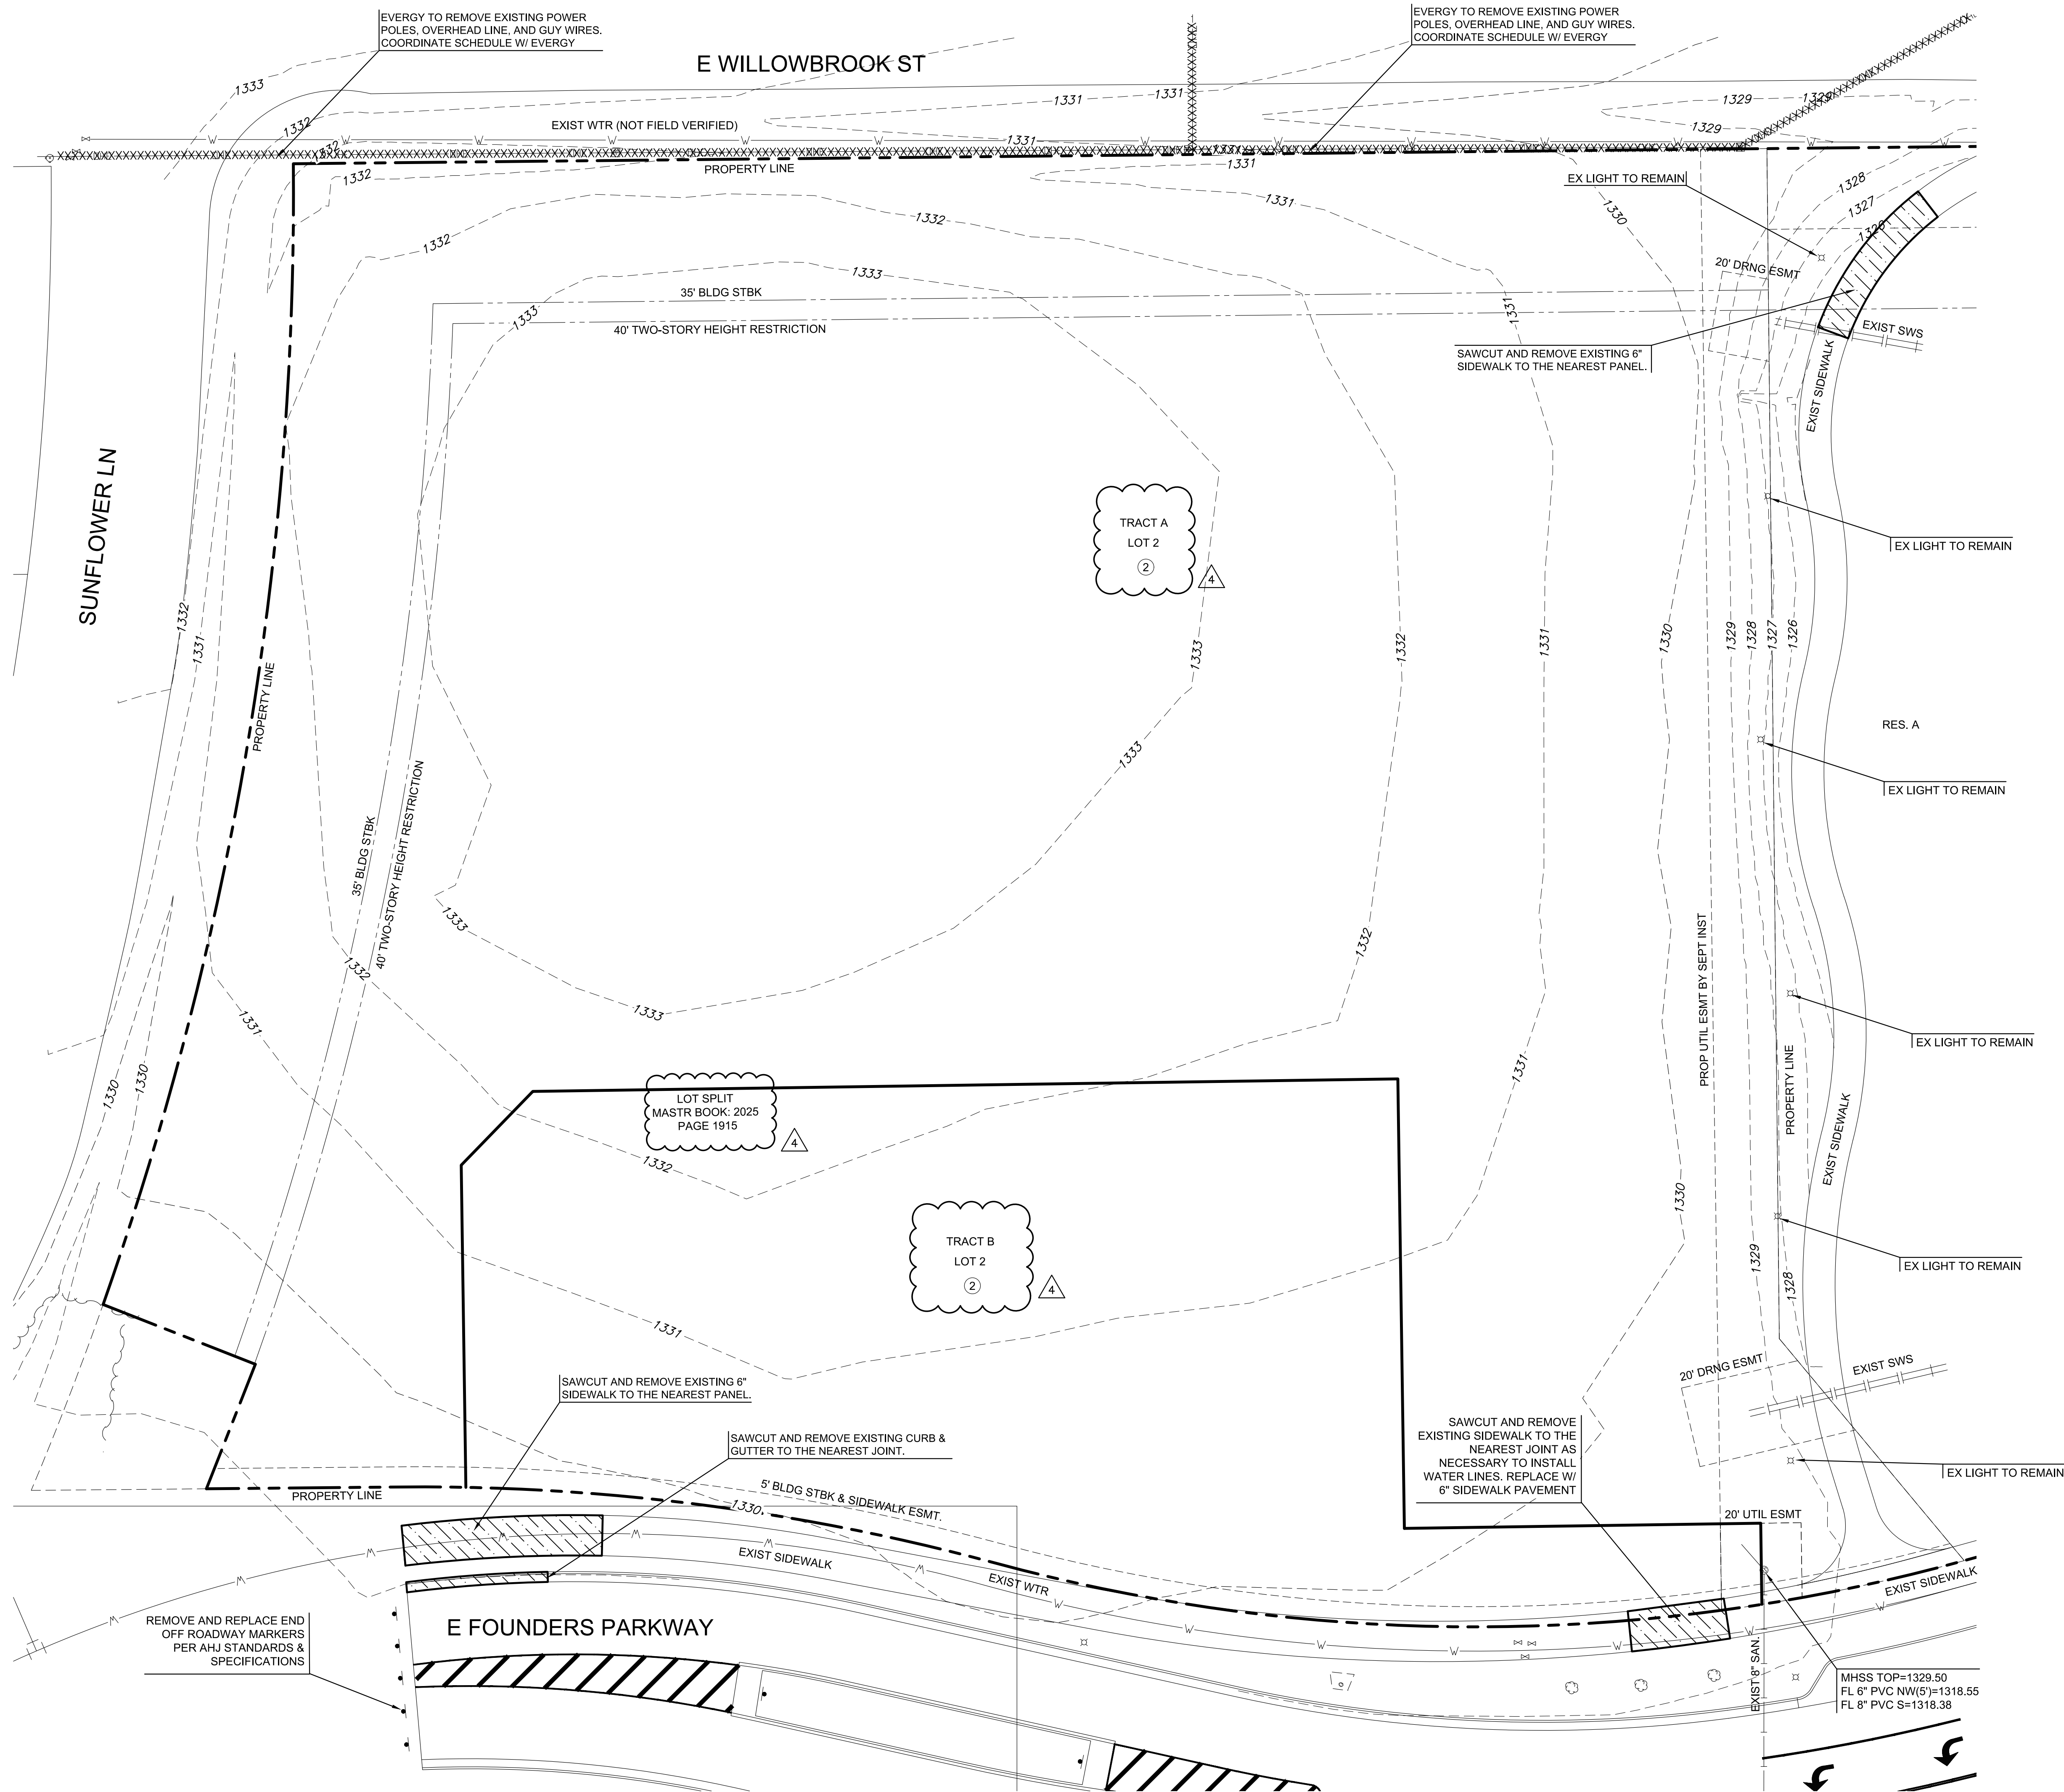 EVERGY TO REMOVE EXISTING POWER
POLES, OVERHEAD LINE, AND GUY WIRES.
COORDINATE SCHEDULE W/ EVERGY
EVERGY TO REMOVE EXISTING POWER
POLES, OVERHEAD LINE, AND GUY WIRES.
COORDINATE SCHEDULE W/ EVERGY
E WILLOWBROOK ST
1333
1332
1332
1332
1331
1331
1329
1329
1329
EXIST WTR (NOT FIELD VERIFIED)
W
W
W
W
W
W
W
W
W
W
W
W
W
W
1331
1331
1331
PROPERTY LINE
EX LIGHT TO REMAIN
1328
1327
1326
1332
1332
1331
1330
1333
1333
1331
20' DRNG ESMT
35' BLDG STBK
40' TWO-STORY HEIGHT RESTRICTION
EXIST SWS
SAWCUT AND REMOVE EXISTING 6"
SIDEWALK TO THE NEAREST PANEL.
EXIST SIDEWALK
SUNFLOWER LN
TRACT A
LOT 2
2
4
EX LIGHT TO REMAIN
1332
1331
PROPERTY LINE
1333
1332
1331
1330
1329
1328
1327
1326
RES. A
1333
EX LIGHT TO REMAIN
35' BLDG STBK
40' TWO-STORY HEIGHT RESTRICTION
1333
1332
1332
1333
1331
PROP UTIL ESMT BY SEPT INST
EX LIGHT TO REMAIN
PROPERTY LINE
1330
1330
1331
LOT SPLIT
MASTR BOOK: 2025
PAGE 1915
4
1332
EXIST SIDEWALK
1330
TRACT B
LOT 2
2
4
1329
1328
EX LIGHT TO REMAIN
1331
20' DRNG ESMT
EXIST SWS
SAWCUT AND REMOVE EXISTING 6"
SIDEWALK TO THE NEAREST PANEL.
SAWCUT AND REMOVE EXISTING CURB &
GUTTER TO THE NEAREST JOINT.
SAWCUT AND REMOVE
EXISTING SIDEWALK TO THE
NEAREST JOINT AS
NECESSARY TO INSTALL
WATER LINES. REPLACE W/
6" SIDEWALK PAVEMENT
EX LIGHT TO REMAIN
PROPERTY LINE
5' BLDG STBK & SIDEWALK ESMT.
1330
20' UTIL ESMT
EXIST SIDEWALK
EXIST WTR
EXIST SIDEWALK
W
W
W
W
W
W
W
W
W
W
W
W
W
W
REMOVE AND REPLACE END
OFF ROADWAY MARKERS
PER AHJ STANDARDS &
SPECIFICATIONS
E FOUNDERS PARKWAY
EXIST 8" SAN.
MHSS TOP=1329.50
FL 6" PVC NW(5')=1318.55
FL 8" PVC S=1318.38